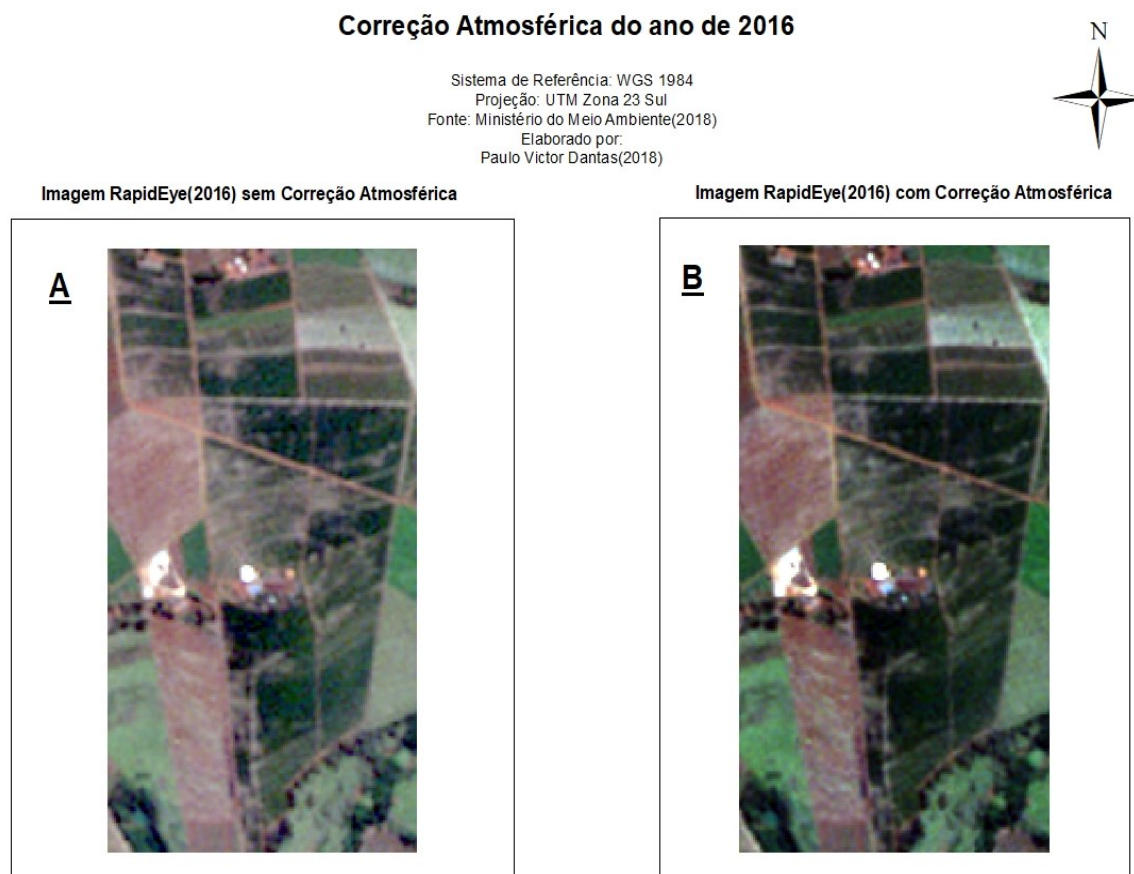 Correção Atmosférica do ano de 2016
N
Sistema de Referência: WGS 1984
Projeção: UTM Zona 23 Sul
Fonte: Ministério do Meio Ambiente(2018)
Elaborado por:
Paulo Victor Dantas(2018)
Imagem RapidEye(2016) sem Correção Atmosférica
Imagem RapidEye(2016) com Correção Atmosférica
A
B